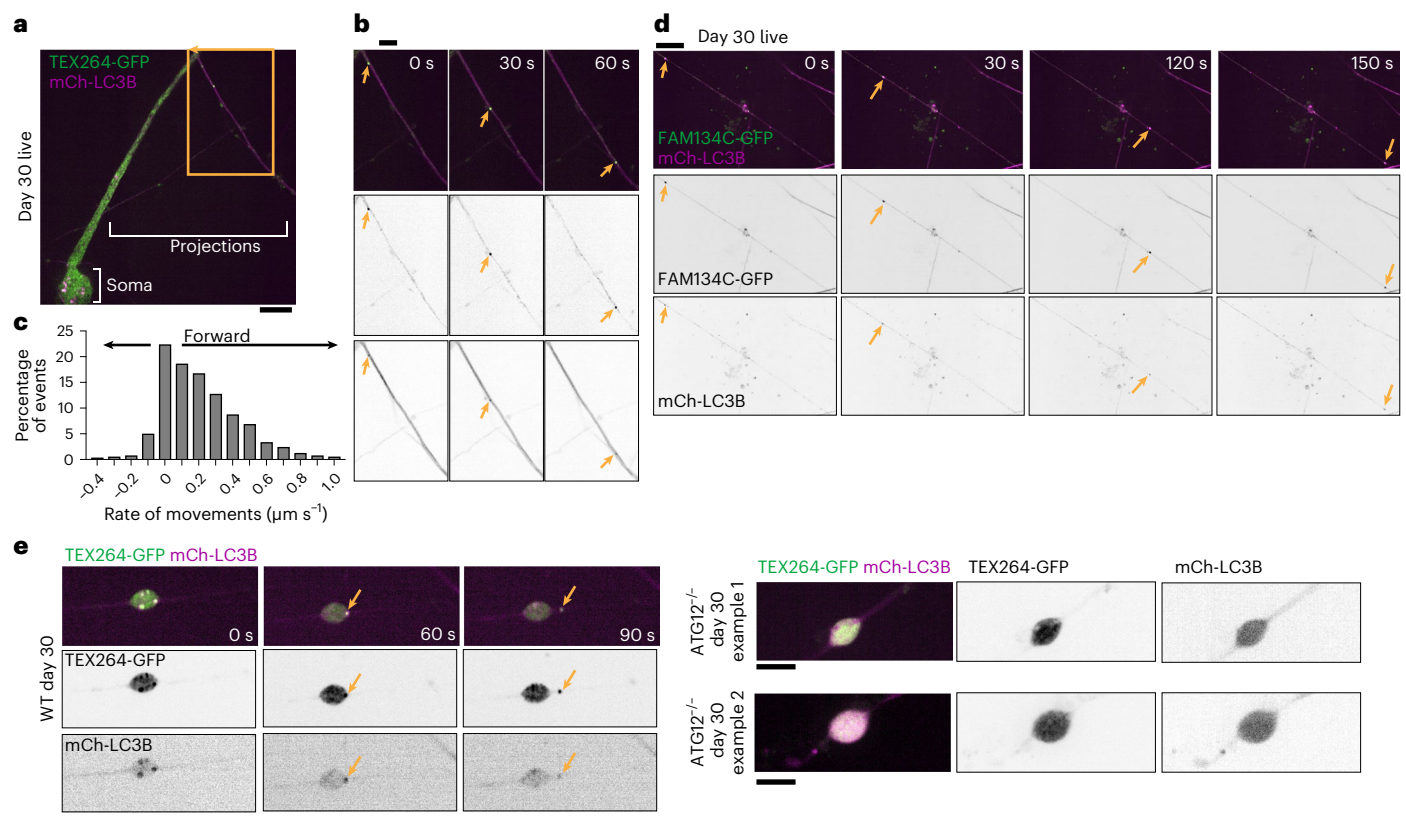 a
TEX264-GFP
mCh-LC3B
Day 30 live
Projections
Soma
b
0 s
30 s
60 s
c
Forward
Percentage
of events
25
20
15
10
5
0
−0.4
−0.2
0
0.2
0.4
0.6
0.8
1.0
Rate of movements (µm s⁻¹)
d
Day 30 live
0 s
30 s
120 s
150 s
FAM134C-GFP
mCh-LC3B
FAM134C-GFP
mCh-LC3B
e
TEX264-GFP mCh-LC3B
WT day 30
0 s
60 s
90 s
TEX264-GFP
mCh-LC3B
TEX264-GFP mCh-LC3B
TEX264-GFP
mCh-LC3B
ATG12⁻/⁻
day 30
example 1
ATG12⁻/⁻
day 30
example 2